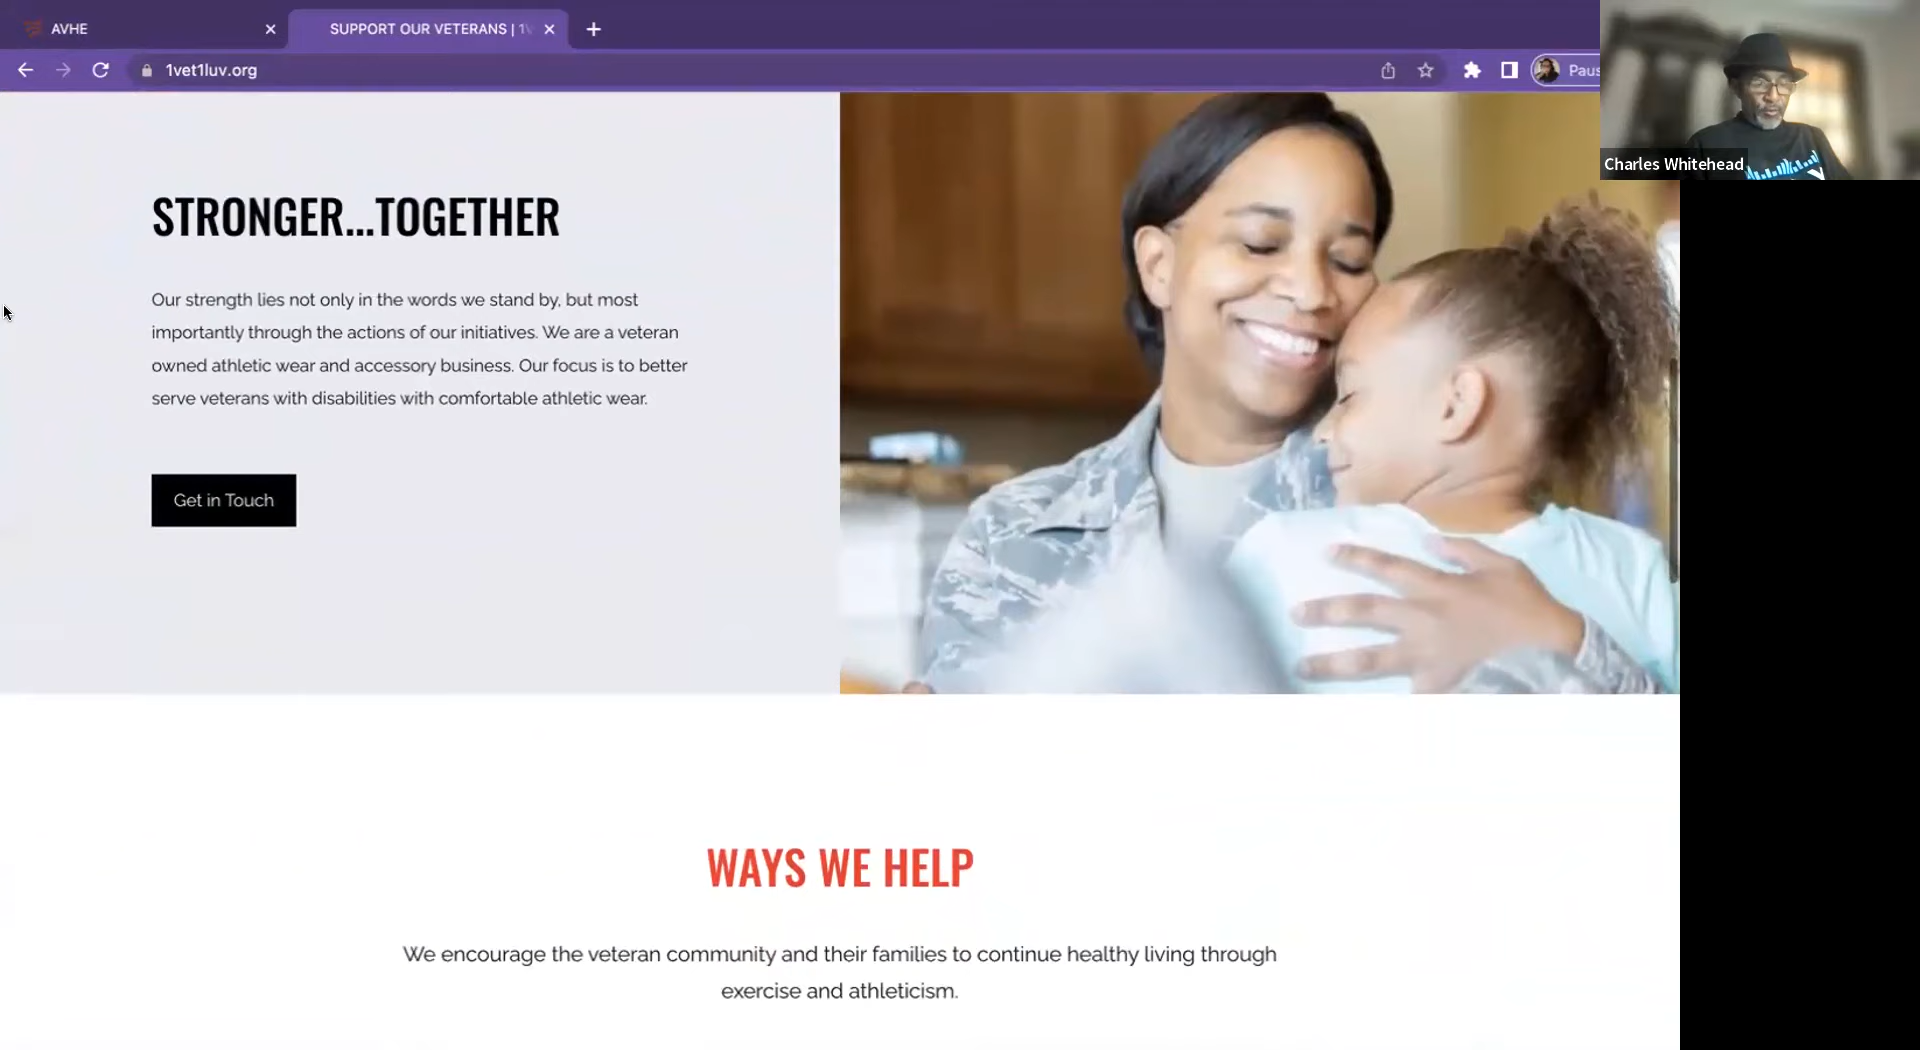 AVHE
SUPPORT OUR VETERANS | 1V
1vet1luv.org
Paus
Charles Whitehead
STRONGER...TOGETHER
Our strength lies not only in the words we stand by, but most
importantly through the actions of our initiatives. We are a veteran
owned athletic wear and accessory business. Our focus is to better
serve veterans with disabilities with comfortable athletic wear.
Get in Touch
WAYS WE HELP
We encourage the veteran community and their families to continue healthy living through
exercise and athleticism.